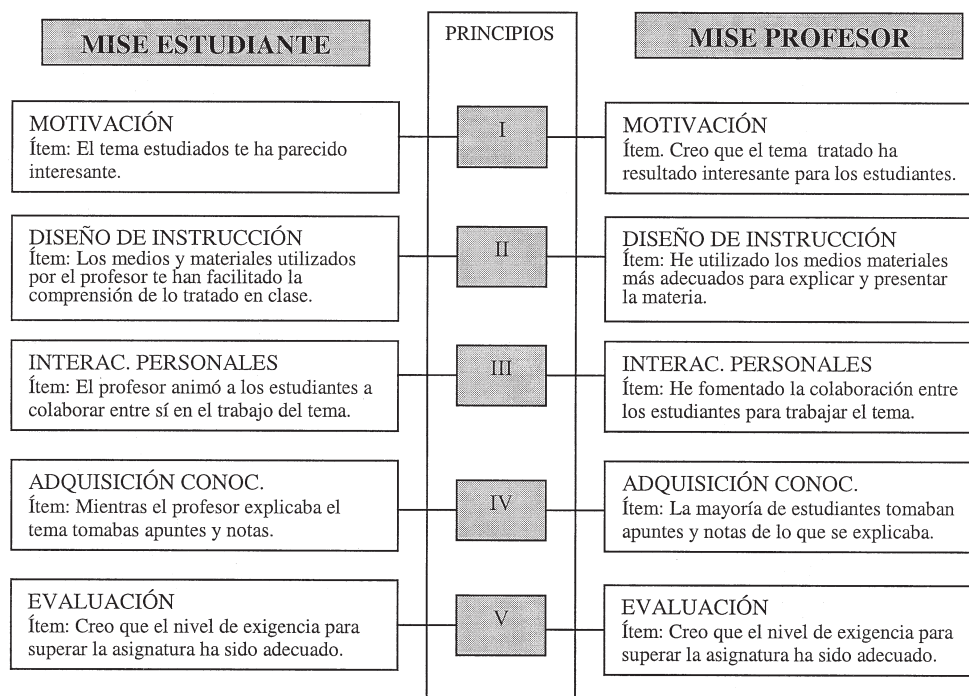 MISE ESTUDIANTE
PRINCIPIOS
MISE PROFESOR
MOTIVACIÓN
Ítem: El tema estudiados te ha parecido
interesante.
I
MOTIVACIÓN
Ítem. Creo que el tema tratado ha
resultado interesante para los estudiantes.
DISEÑO DE INSTRUCCIÓN
Ítem: Los medios y materiales utilizados
por el profesor te han facilitado la
comprensión de lo tratado en clase.
II
DISEÑO DE INSTRUCCIÓN
Ítem: He utilizado los medios materiales
más adecuados para explicar y presentar
la materia.
INTERAC. PERSONALES
Ítem: El profesor animó a los estudiantes a
colaborar entre sí en el trabajo del tema.
III
INTERAC. PERSONALES
Ítem: He fomentado la colaboración entre
los estudiantes para trabajar el tema.
ADQUISICIÓN CONOC.
Ítem: Mientras el profesor explicaba el
tema tomabas apuntes y notas.
IV
ADQUISICIÓN CONOC.
Ítem: La mayoría de estudiantes tomaban
apuntes y notas de lo que se explicaba.
EVALUACIÓN
Ítem: Creo que el nivel de exigencia para
superar la asignatura ha sido adecuado.
V
EVALUACIÓN
Ítem: Creo que el nivel de exigencia para
superar la asignatura ha sido adecuado.